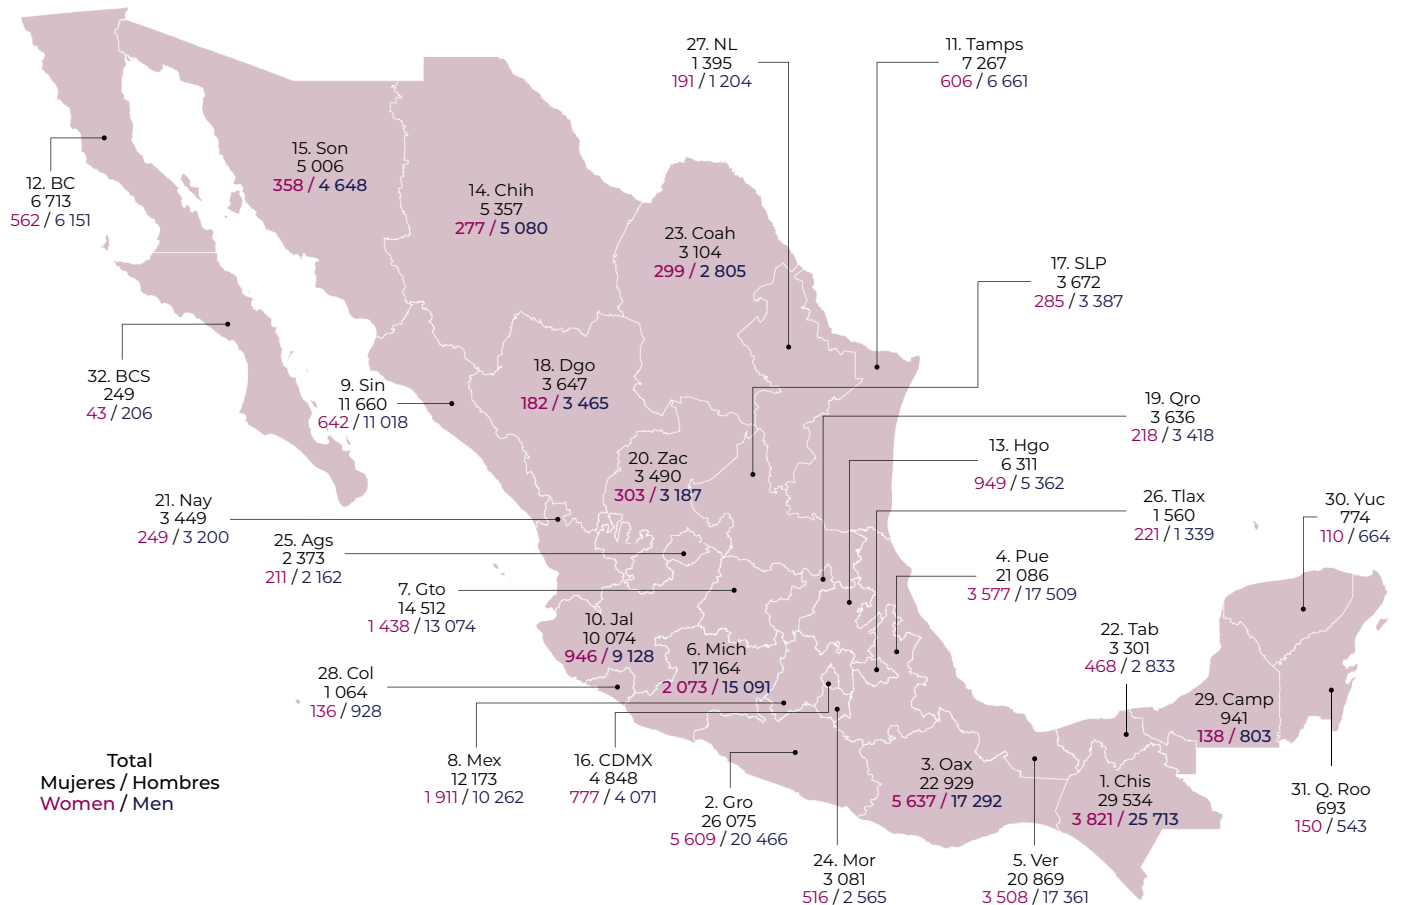 27. NL
1 395
191 / 1 204
11. Tamps
7 267
606 / 6 661
15. Son
5 006
358 / 4 648
12. BC
6 713
562 / 6 151
14. Chih
5 357
277 / 5 080
23. Coah
3 104
299 / 2 805
17. SLP
3 672
285 / 3 387
32. BCS
249
43 / 206
9. Sin
11 660
642 / 11 018
18. Dgo
3 647
182 / 3 465
19. Qro
3 636
218 / 3 418
13. Hgo
6 311
949 / 5 362
20. Zac
3 490
303 / 3 187
21. Nay
3 449
249 / 3 200
26. Tlax
1 560
221 / 1 339
30. Yuc
774
110 / 664
25. Ags
2 373
211 / 2 162
4. Pue
21 086
3 577 / 17 509
7. Gto
14 512
1 438 / 13 074
10. Jal
10 074
946 / 9 128
6. Mich
17 164
2 073 / 15 091
22. Tab
3 301
468 / 2 833
28. Col
1 064
136 / 928
29. Camp
941
138 / 803
Total
Mujeres / Hombres
Women / Men
8. Mex
12 173
1 911 / 10 262
16. CDMX
4 848
777 / 4 071
3. Oax
22 929
5 637 / 17 292
1. Chis
29 534
3 821 / 25 713
31. Q. Roo
693
150 / 543
2. Gro
26 075
5 609 / 20 466
24. Mor
3 081
516 / 2 565
5. Ver
20 869
3 508 / 17 361